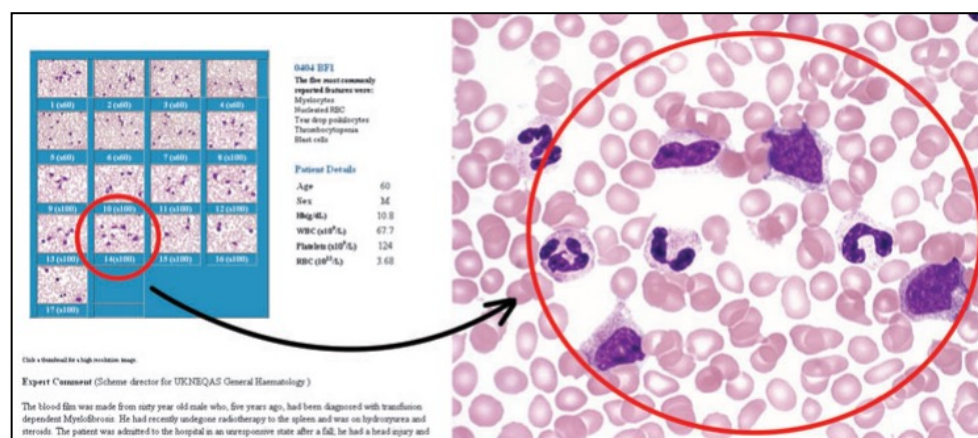 1 (x60) 2 (x60) 3 (x60) 4 (x60)
5 (x60) 6 (x60) 7 (x60) 8 (x100)
9 (x100) 10 (x100) 11 (x100) 12 (x100)
13 (x100) 14(x100) 15 (x100) 16 (x100)
17 (x100)
0404 BF1
The five most commonly
reported features were:
Myelocytes
Nucleated RBC
Tear drop poikilocytes
Thrombocytopenia
Blast cells
Patient Details
Age 60
Sex M
Hb(g/dL) 10.8
WBC (x10⁹/L) 67.7
Platelets (x10⁹/L) 124
RBC (10¹²/L) 3.68
Click a thumbnail for a high resolution image.
Expert Comment (Scheme director for UKNEQAS General Haematology )
The blood film was made from sixty year old male who, five years ago, had been diagnosed with transfusion
dependent Myelofibrosis. He had recently undegone radiotherapy to the spleen and was on hydroxyurea and
steroids. The patient was admitted to the hospital in an unresponsive state after a fall; he had a head injury and